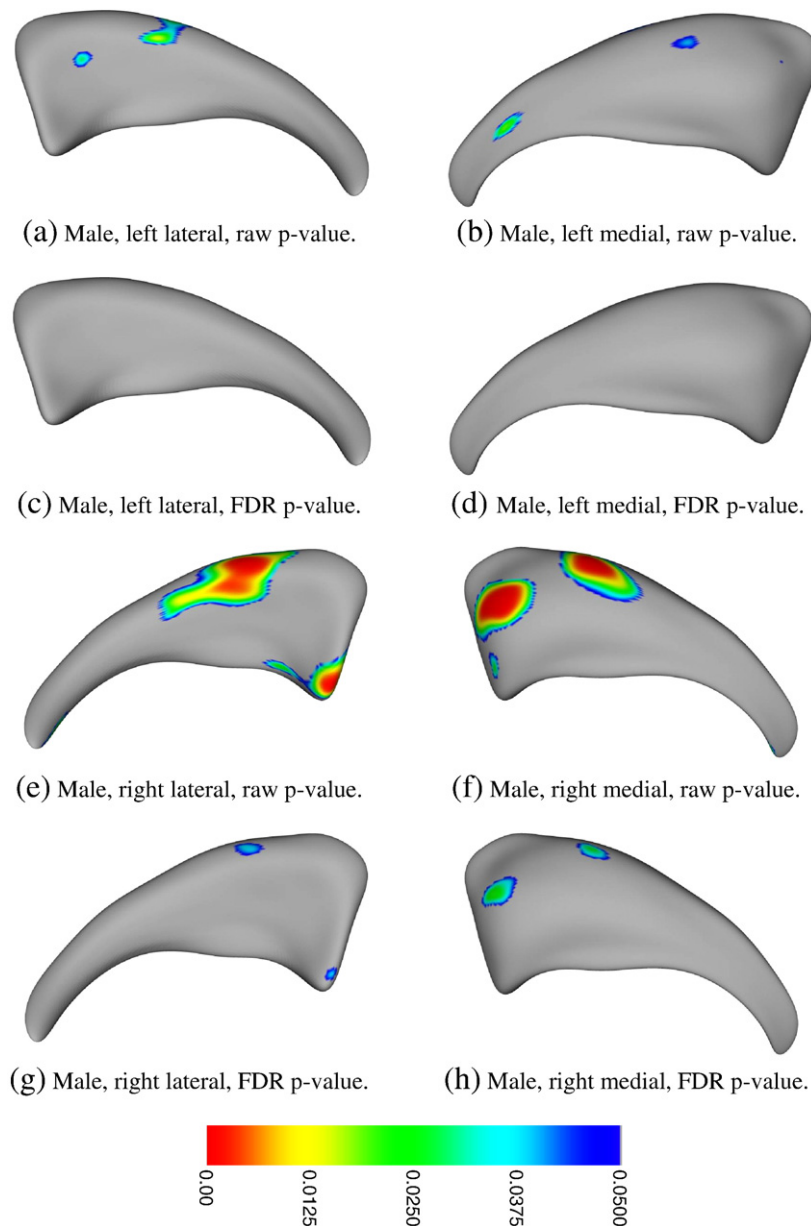 (a) Male, left lateral, raw p-value.
(b) Male, left medial, raw p-value.
(c) Male, left lateral, FDR p-value.
(d) Male, left medial, FDR p-value.
(e) Male, right lateral, raw p-value.
(f) Male, right medial, raw p-value.
(g) Male, right lateral, FDR p-value.
(h) Male, right medial, FDR p-value.
0.00
0.0125
0.0250
0.0375
0.0500